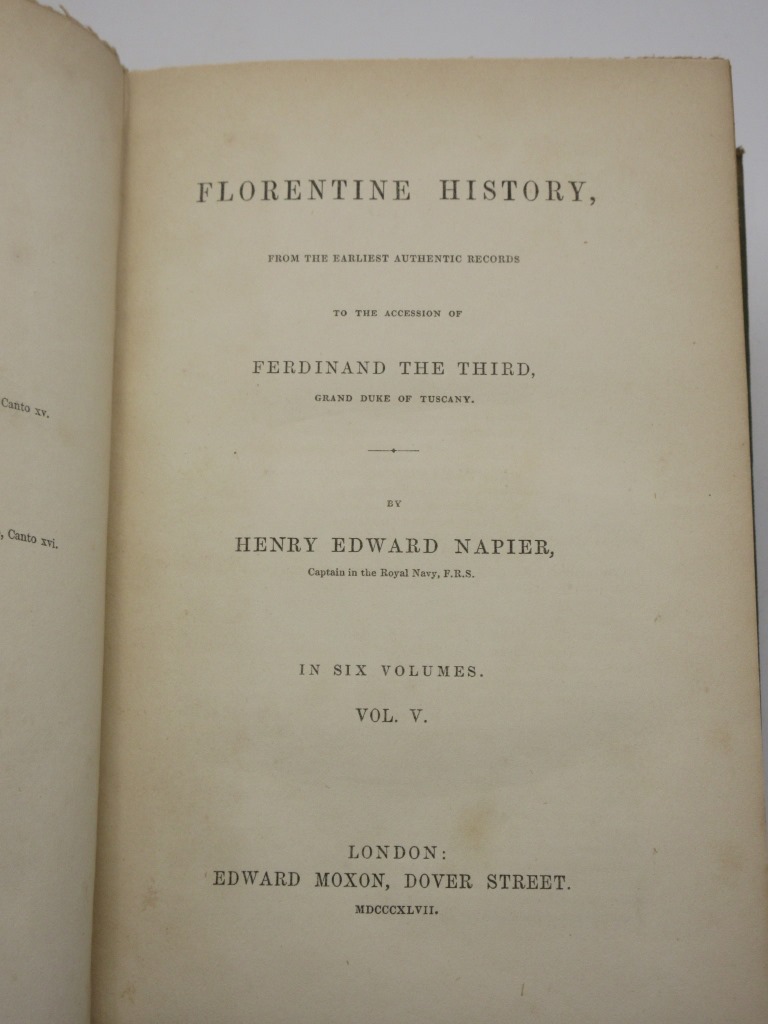 Canto xv.
, Canto xvi.
FLORENTINE HISTORY,
FROM THE EARLIEST AUTHENTIC RECORDS
TO THE ACCESSION OF
FERDINAND THE THIRD,
GRAND DUKE OF TUSCANY.
BY
HENRY EDWARD NAPIER,
Captain in the Royal Navy, F.R.S.
IN SIX VOLUMES.
VOL. V.
LONDON:
EDWARD MOXON, DOVER STREET.
MDCCCXLVII.